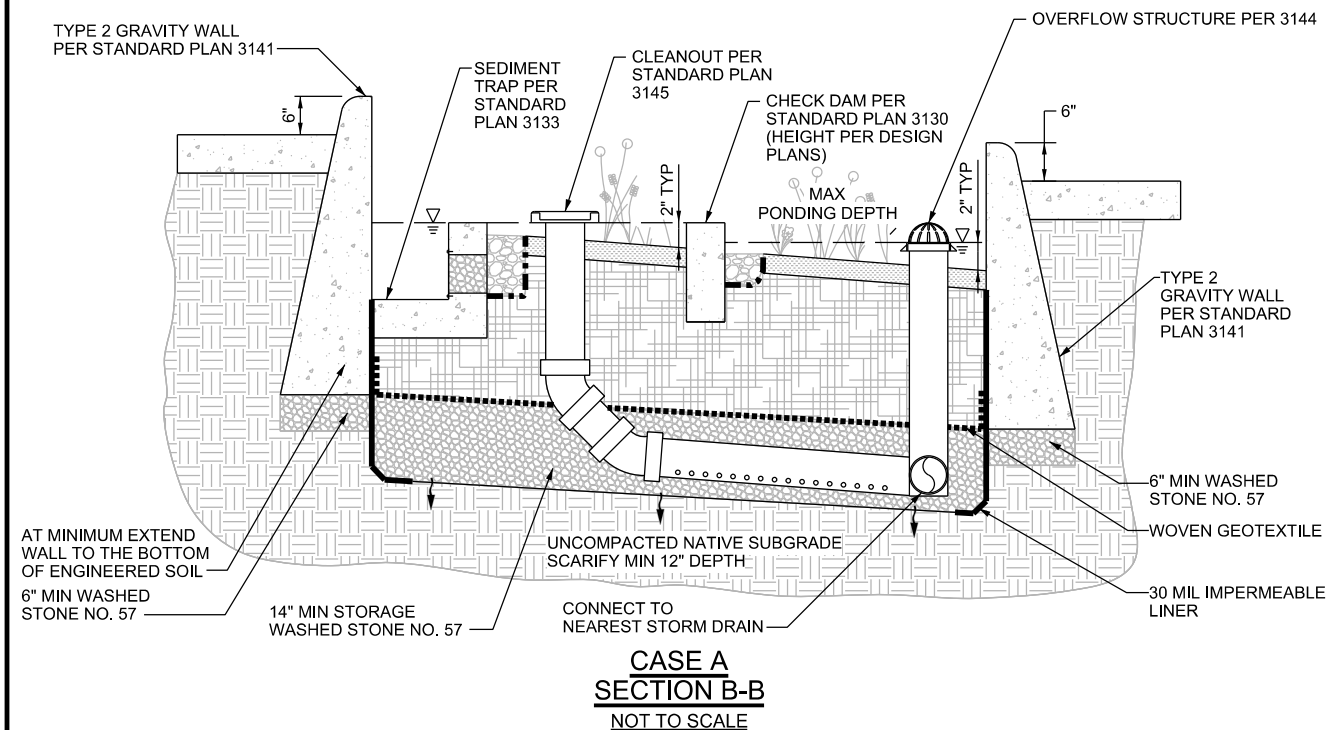 TYPE 2 GRAVITY WALL
PER STANDARD PLAN 3141
6"
SEDIMENT
TRAP PER
STANDARD
PLAN 3133
CLEANOUT PER
STANDARD PLAN
3145
2" TYP
CHECK DAM PER
STANDARD PLAN 3130
(HEIGHT PER DESIGN
PLANS)
MAX
PONDING DEPTH
OVERFLOW STRUCTURE PER 3144
2" TYP
6"
TYPE 2
GRAVITY WALL
PER STANDARD
PLAN 3141
AT MINIMUM EXTEND
WALL TO THE BOTTOM
OF ENGINEERED SOIL
6" MIN WASHED
STONE NO. 57
14" MIN STORAGE
WASHED STONE NO. 57
UNCOMPACTED NATIVE SUBGRADE
SCARIFY MIN 12" DEPTH
CONNECT TO
NEAREST STORM DRAIN
6" MIN WASHED
STONE NO. 57
WOVEN GEOTEXTILE
30 MIL IMPERMEABLE
LINER
CASE A
SECTION B-B
NOT TO SCALE